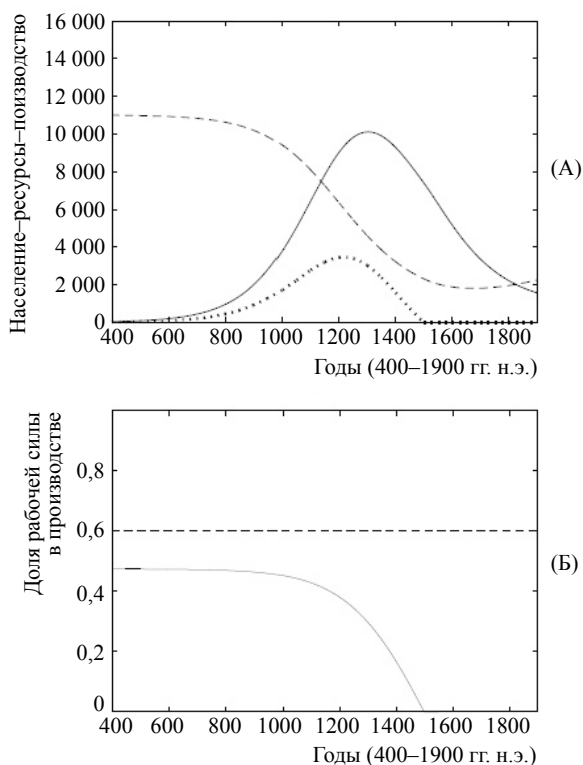 16 000
14 000
12 000
10 000
8 000
6 000
4 000
2 000
0
Население–ресурсы–поизводство
400 600 800 1000 1200 1400 1600 1800
Годы (400–1900 гг. н.э.)
(А)
0,8
0,6
0,4
0,2
0
Доля рабочей силы
в производстве
400 600 800 1000 1200 1400 1600 1800
Годы (400–1900 гг. н.э.)
(Б)